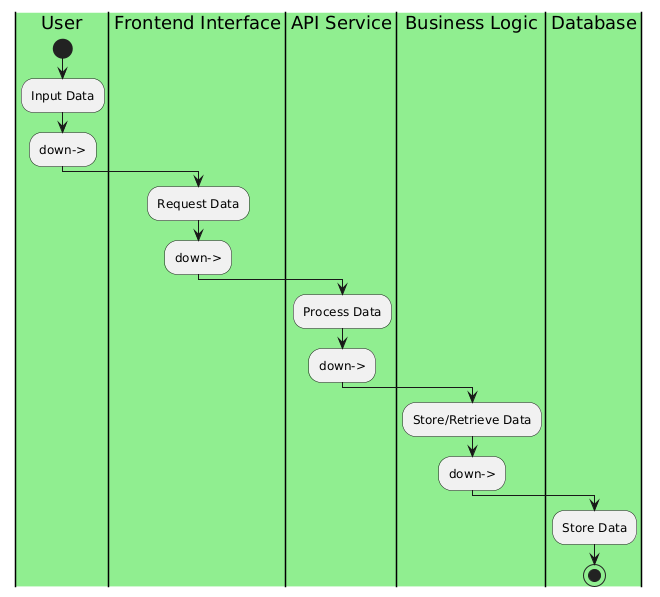 User
Frontend Interface
API Service
Business Logic
Database
Input Data
down->
Request Data
down->
Process Data
down->
Store/Retrieve Data
down->
Store Data